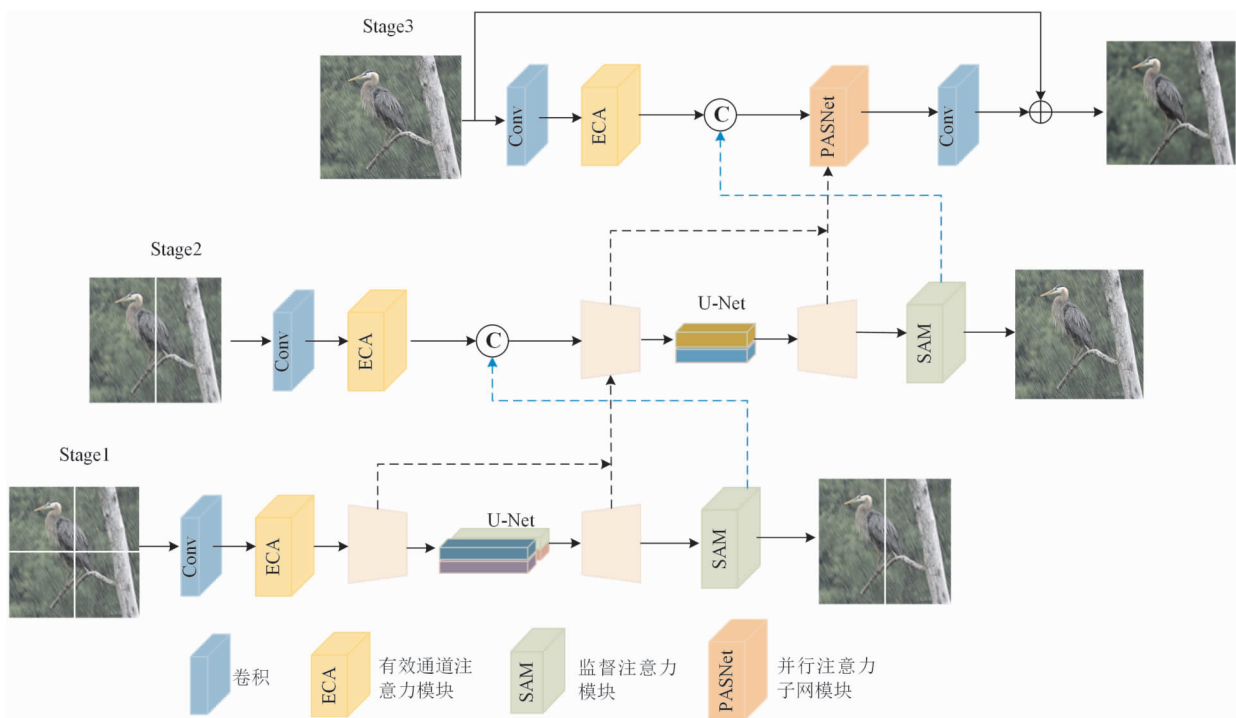 Stage3
Conv
ECA
C
PASNet
Conv
Stage2
Conv
ECA
C
U-Net
SAM
Stage1
Conv
ECA
U-Net
SAM
卷积
ECA
有效通道注
意力模块
SAM
监督注意力
模块
PASNet
并行注意力
子网模块